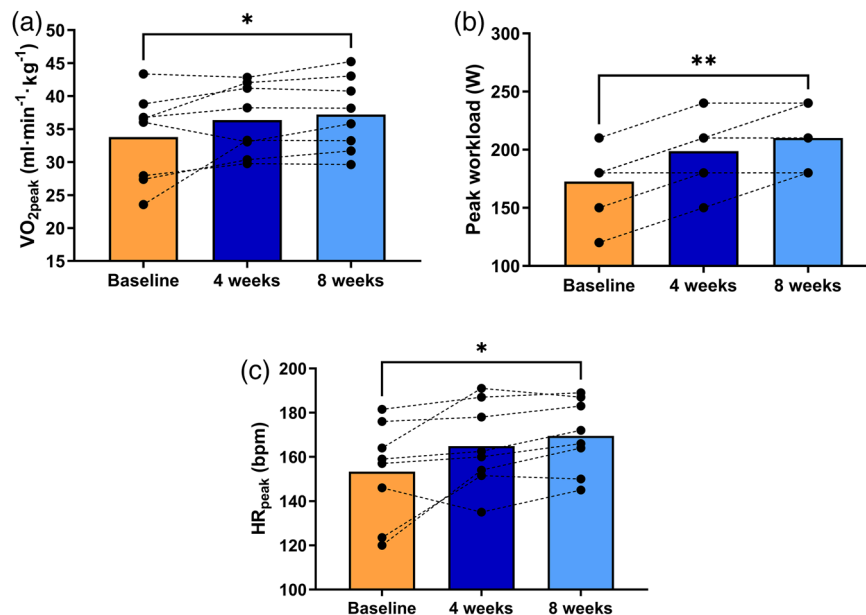 (a)
*
VO2peak (ml·min-1·kg-1)
50
45
40
35
30
25
20
15
Baseline 4 weeks 8 weeks
(b)
**
Peak workload (W)
300
250
200
150
100
Baseline 4 weeks 8 weeks
(c)
*
HRpeak (bpm)
200
180
160
140
120
100
Baseline 4 weeks 8 weeks